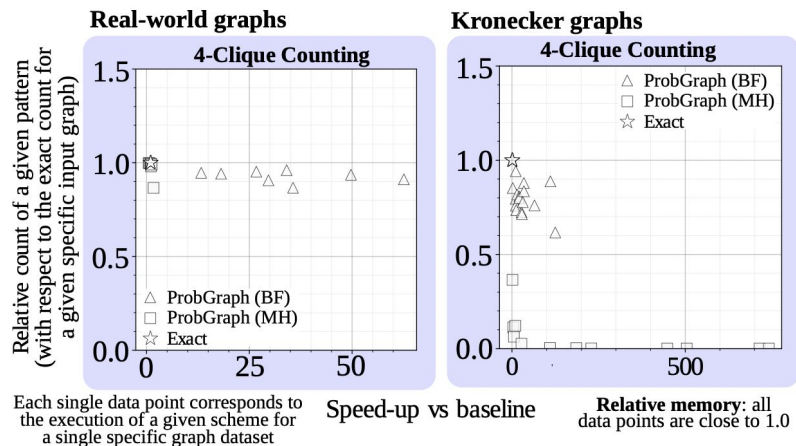 Real-world graphs
Kronecker graphs
Relative count of a given pattern
(with respect to the exact count for
a given specific input graph)
4-Clique Counting
1.5
1.0
0.5
0.0
0
25
50
ProbGraph (BF)
ProbGraph (MH)
Exact
4-Clique Counting
1.5
1.0
0.5
0.0
0
500
ProbGraph (BF)
ProbGraph (MH)
Exact
Each single data point corresponds to
the execution of a given scheme for
a single specific graph dataset
Speed-up vs baseline
Relative memory: all
data points are close to 1.0